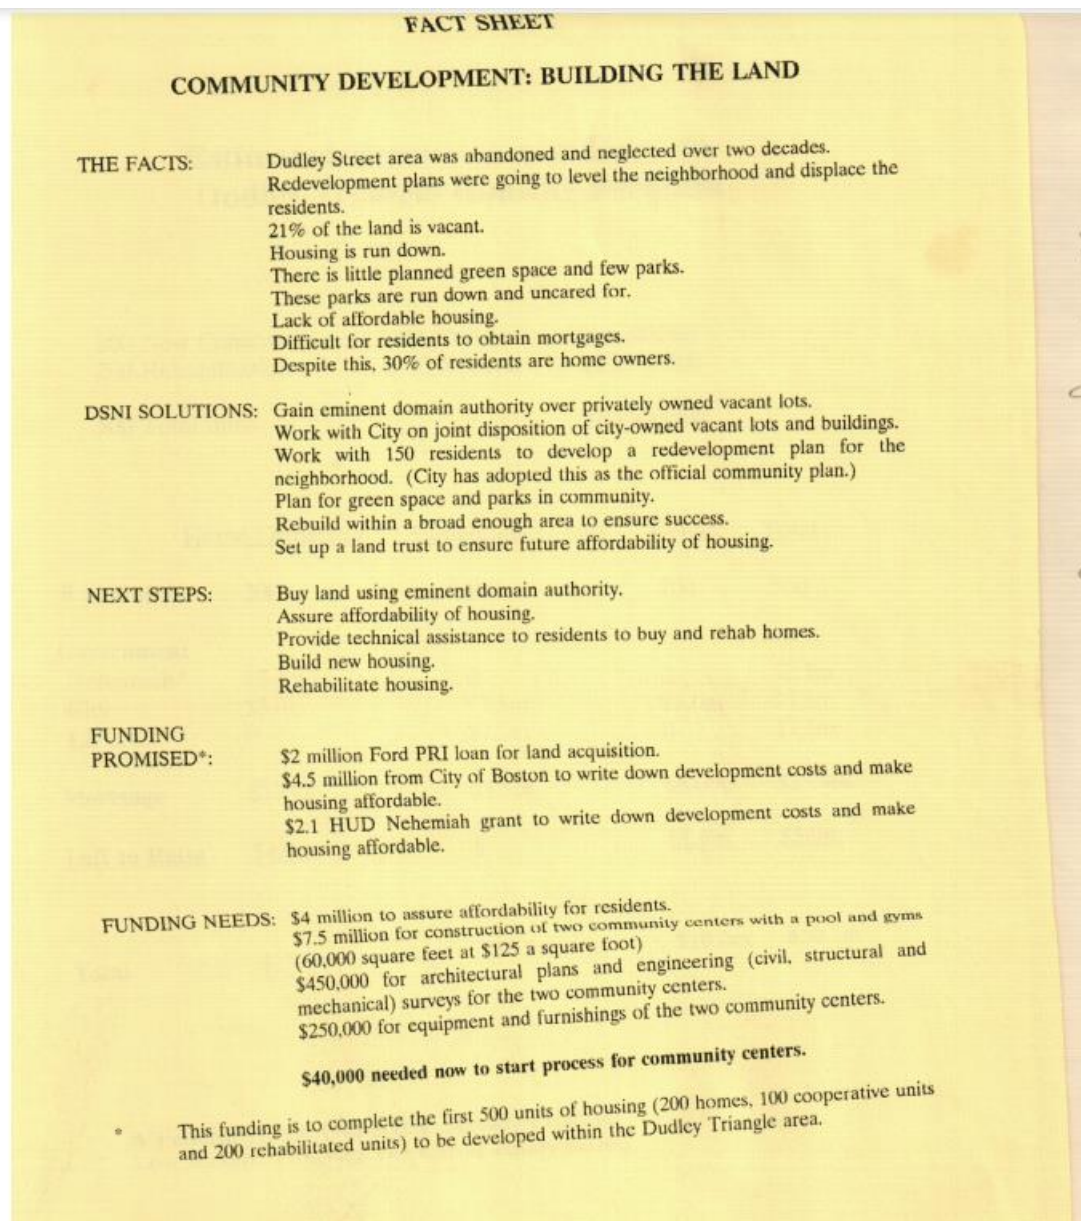 FACT SHEET
COMMUNITY DEVELOPMENT: BUILDING THE LAND
THE FACTS: Dudley Street area was abandoned and neglected over two decades.
Redevelopment plans were going to level the neighborhood and displace the
residents.
21% of the land is vacant.
Housing is run down.
There is little planned green space and few parks.
These parks are run down and uncared for.
Lack of affordable housing.
Difficult for residents to obtain mortgages.
Despite this, 30% of residents are home owners.
DSNI SOLUTIONS: Gain eminent domain authority over privately owned vacant lots.
Work with City on joint disposition of city-owned vacant lots and buildings.
Work with 150 residents to develop a redevelopment plan for the
neighborhood. (City has adopted this as the official community plan.)
Plan for green space and parks in community.
Rebuild within a broad enough area to ensure success.
Set up a land trust to ensure future affordability of housing.
NEXT STEPS: Buy land using eminent domain authority.
Assure affordability of housing.
Provide technical assistance to residents to buy and rehab homes.
Build new housing.
Rehabilitate housing.
FUNDING
PROMISED*: $2 million Ford PRI loan for land acquisition.
$4.5 million from City of Boston to write down development costs and make
housing affordable.
$2.1 HUD Nehemiah grant to write down development costs and make
housing affordable.
FUNDING NEEDS: $4 million to assure affordability for residents.
$7.5 million for construction of two community centers with a pool and gyms
(60,000 square feet at $125 a square foot)
$450,000 for architectural plans and engineering (civil, structural and
mechanical) surveys for the two community centers.
$250,000 for equipment and furnishings of the two community centers.
$40,000 needed now to start process for community centers.
* This funding is to complete the first 500 units of housing (200 homes, 100 cooperative units
and 200 rehabilitated units) to be developed within the Dudley Triangle area.